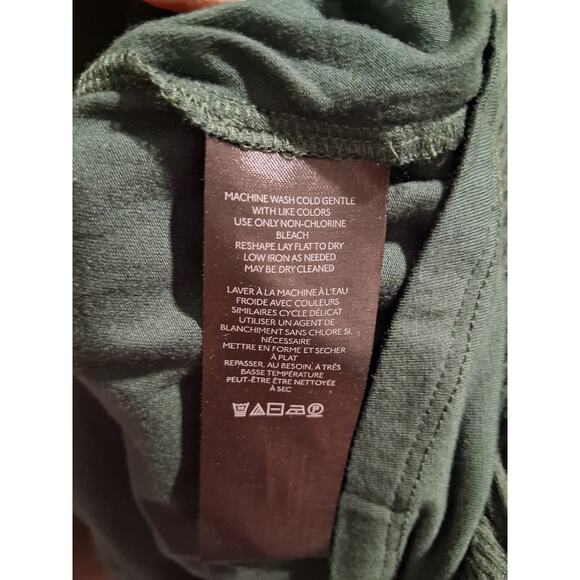 MACHINE WASH COLD GENTLE
WITH LIKE COLORS
USE ONLY NON-CHLORINE
BLEACH
RESHAPE LAY FLAT TO DRY
LOW IRON AS NEEDED
MAY BE DRY CLEANED
LAVER À LA MACHINE À L'EAU
FROIDE AVEC COULEURS
SIMILAIRES CYCLE DÉLICAT
UTILISER UN AGENT DE
BLANCHIMENT SANS CHLORE SI
NÉCESSAIRE
METTRE EN FORME ET SECHER
À PLAT
REPASSER, AU BESOIN, À TRÈS
BASSE TEMPÉRATURE
PEUT-ÊTRE ÊTRE NETTOYÉE
À SEC